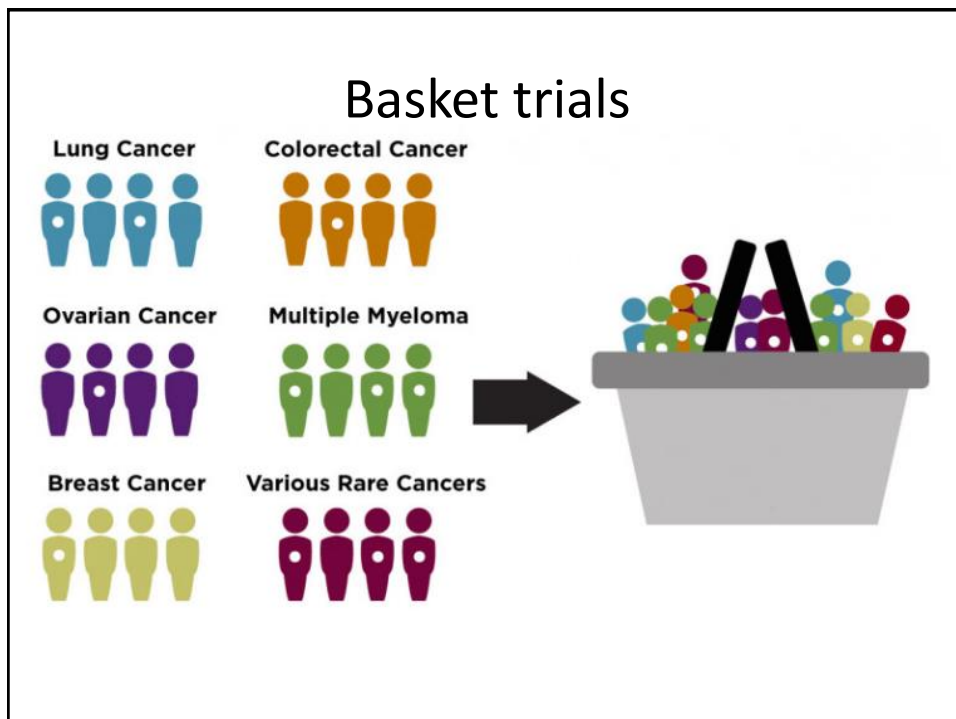 Basket trials
Lung Cancer
Colorectal Cancer
Ovarian Cancer
Multiple Myeloma
Breast Cancer
Various Rare Cancers